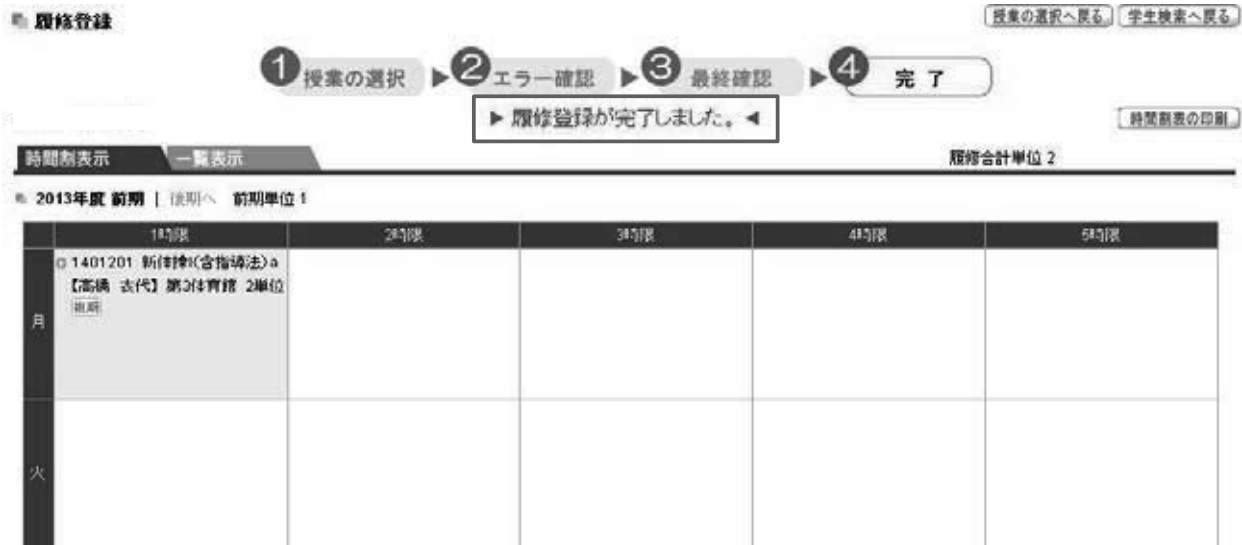 履修登録
授業の選択へ戻る 学生検索へ戻る
1 授業の選択 ▶ 2 エラー確認 ▶ 3 最終確認 ▶ 4 完了
▶ 履修登録が完了しました。◀
時間割表の印刷
時間割表示 一覧表示 履修合計単位 2
2013年度 前期 | 後期へ 前期単位 1
1時限 2時限 3時限 4時限 5時限
月
1401201 新体操(含指導法)a
【高橋 衣代】第3体育館 2単位
火